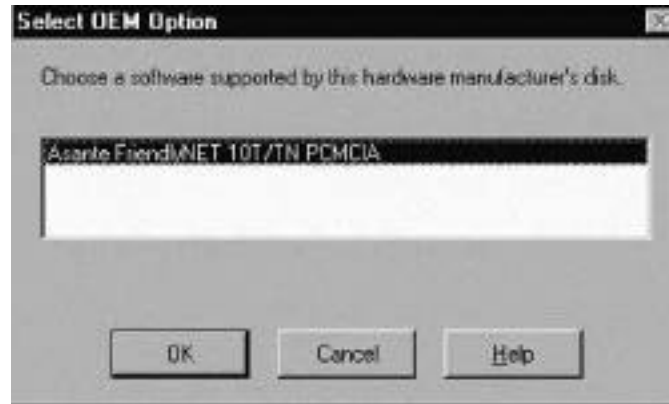 Select OEM Option
Choose a software supported by this hardware manufacturer's disk.
Asante FriendlyNET 10T/TN PCMCIA
OK Cancel Help